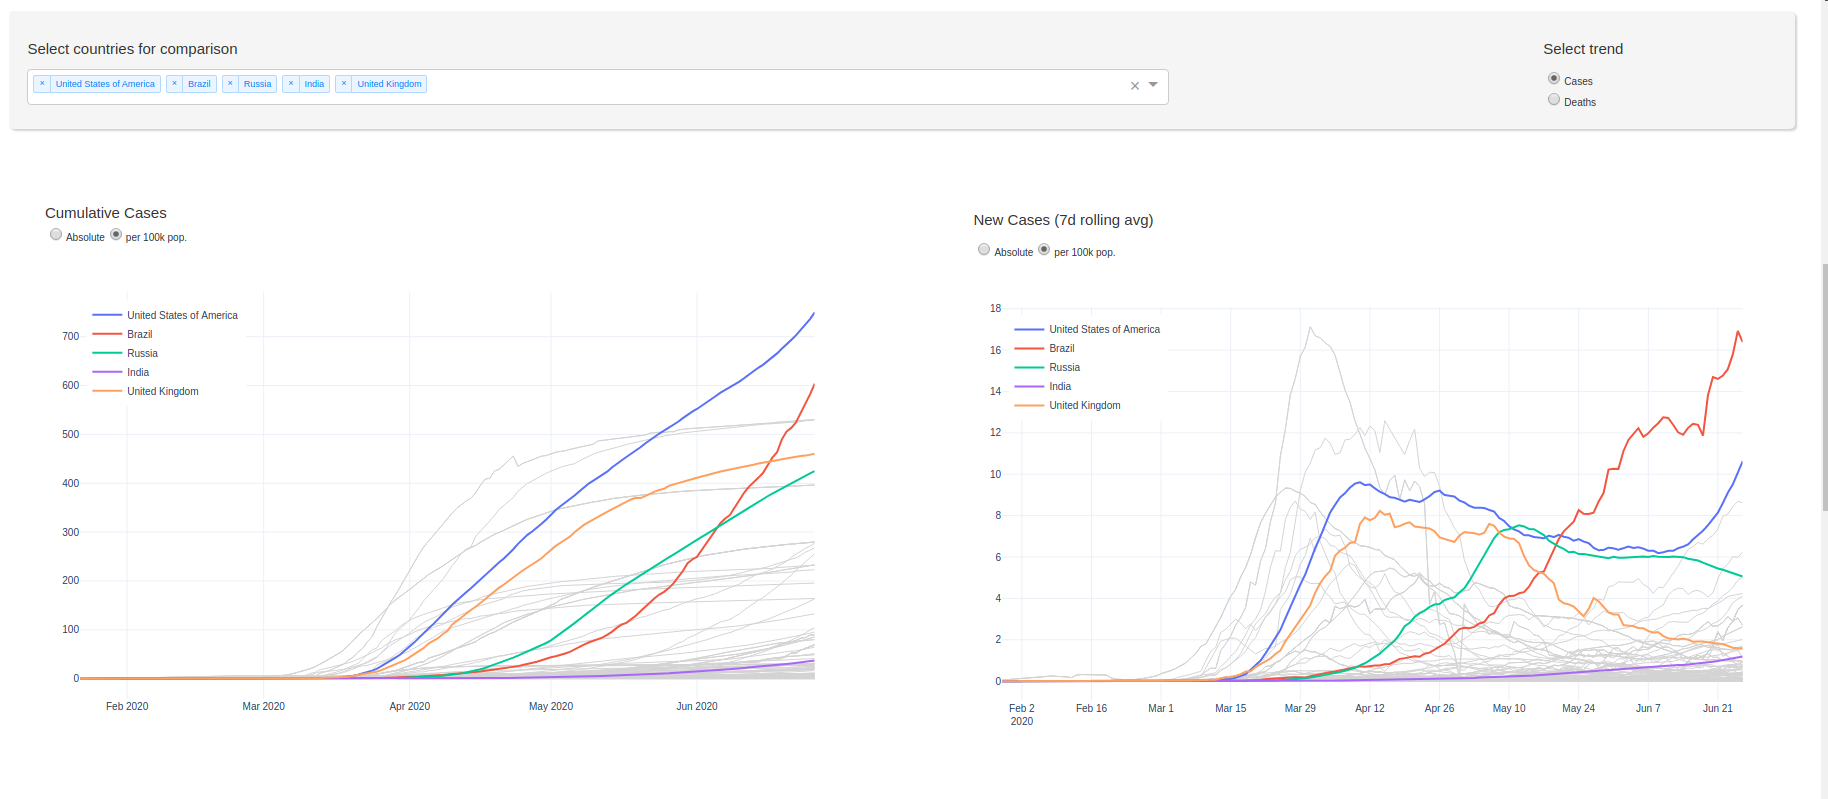 Select countries for comparison
Select trend
× United States of America × Brazil × Russia × India × United Kingdom
Cases
Deaths
Cumulative Cases
Absolute per 100k pop.
New Cases (7d rolling avg)
Absolute per 100k pop.
United States of America
Brazil
Russia
India
United Kingdom
700
600
500
400
300
200
100
0
Feb 2020 Mar 2020 Apr 2020 May 2020 Jun 2020
United States of America
Brazil
Russia
India
United Kingdom
18
16
14
12
10
8
6
4
2
0
Feb 2 Feb 16 Mar 1 Mar 15 Mar 29 Apr 12 Apr 26 May 10 May 24 Jun 7 Jun 21
2020